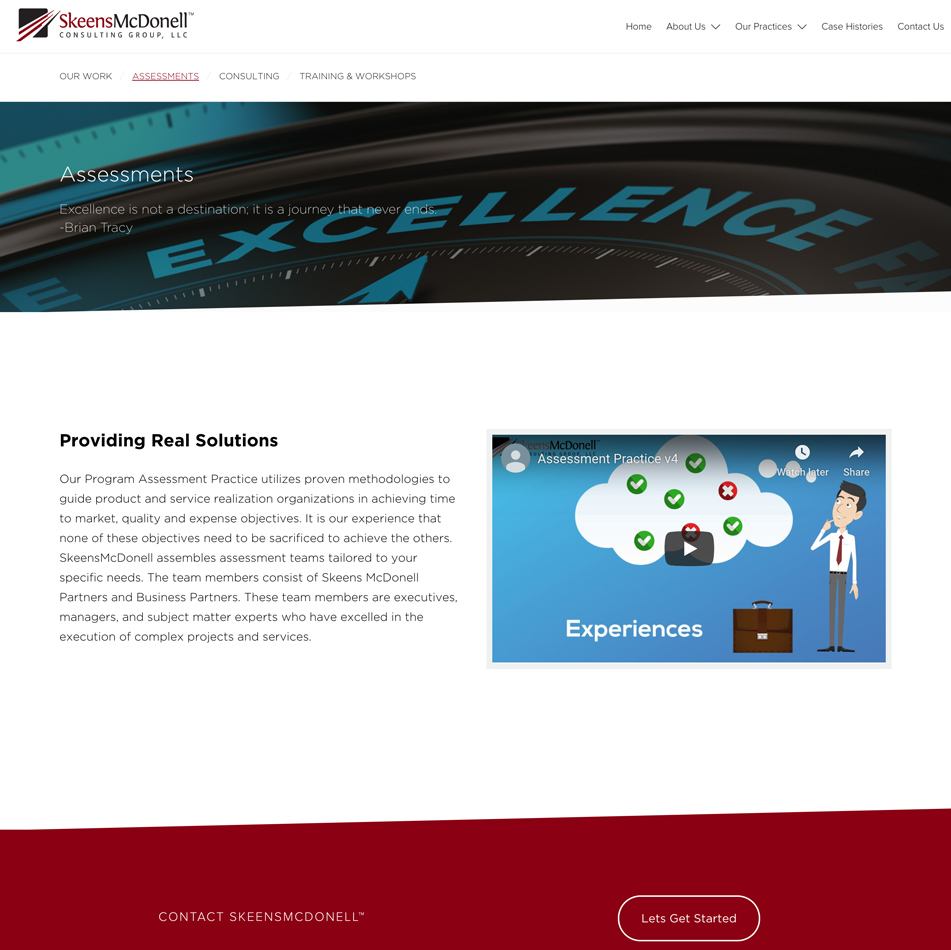 SkeensMcDonell™
CONSULTING GROUP, LLC
Home About Us Our Practices Case Histories Contact Us
OUR WORK / ASSESSMENTS / CONSULTING / TRAINING & WORKSHOPS
Assessments
Excellence is not a destination; it is a journey that never ends.
-Brian Tracy
EXCELLENCE
Providing Real Solutions
Our Program Assessment Practice utilizes proven methodologies to
guide product and service realization organizations in achieving time
to market, quality and expense objectives. It is our experience that
none of these objectives need to be sacrificed to achieve the others.
SkeensMcDonell assembles assessment teams tailored to your
specific needs. The team members consist of Skeens McDonell
Partners and Business Partners. These team members are executives,
managers, and subject matter experts who have excelled in the
execution of complex projects and services.
SkeensMcDonell™
Assessment Practice v4
Watch later
Share
Experiences
CONTACT SKEENSMCDONELL™
Lets Get Started